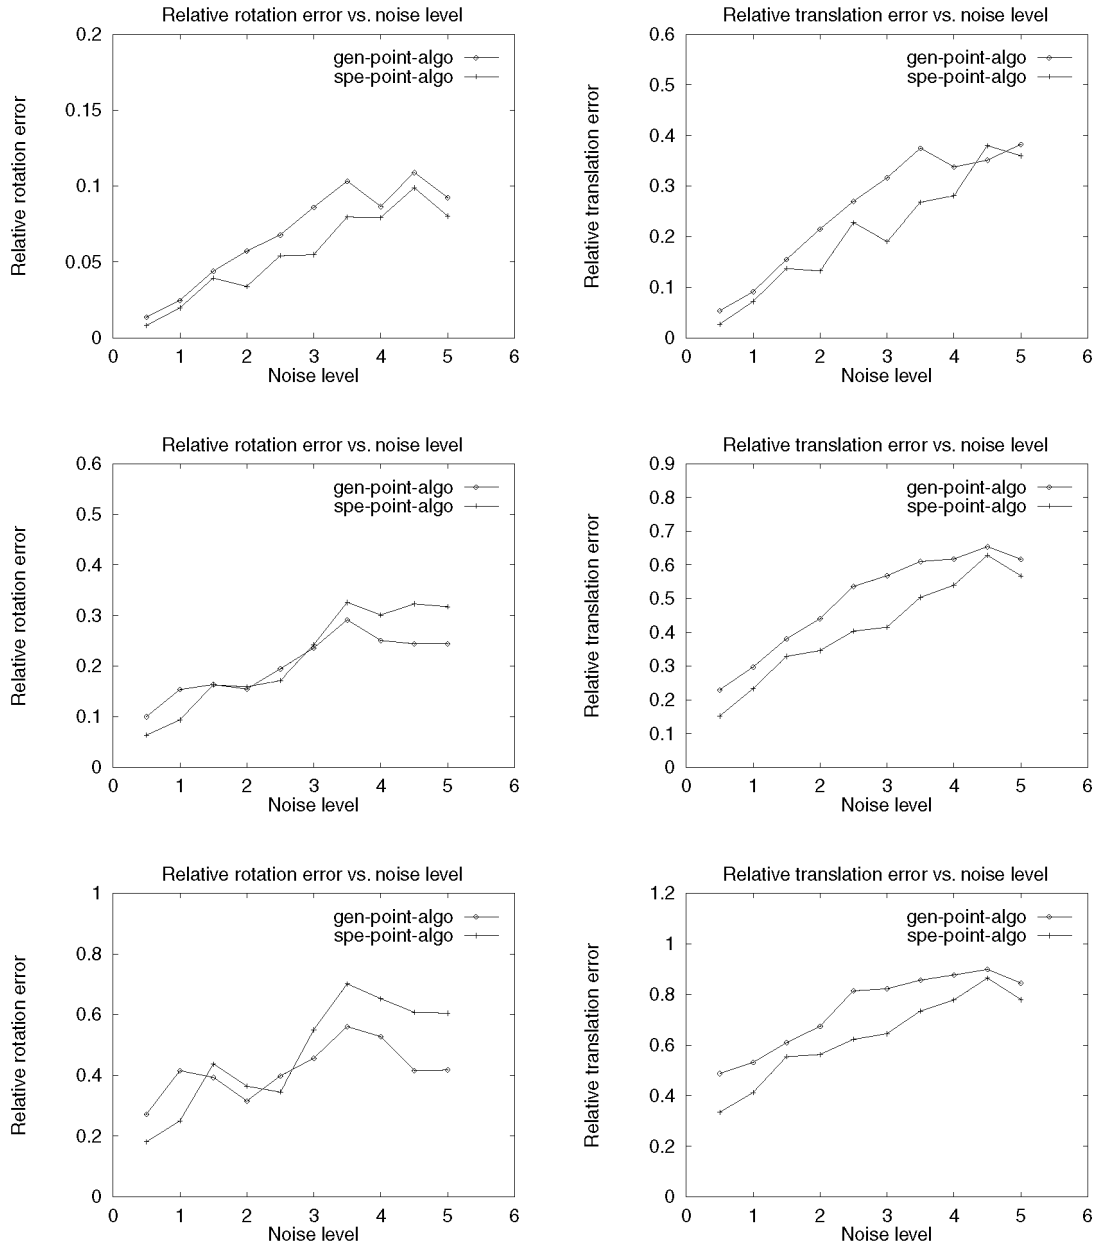 Relative rotation error vs. noise level
Relative rotation error
0.2
0.15
0.1
0.05
0
gen-point-algo
spe-point-algo
0 1 2 3 4 5 6
Noise level
Relative translation error vs. noise level
Relative translation error
0.6
0.5
0.4
0.3
0.2
0.1
0
gen-point-algo
spe-point-algo
0 1 2 3 4 5 6
Noise level
Relative rotation error vs. noise level
Relative rotation error
0.6
0.5
0.4
0.3
0.2
0.1
0
gen-point-algo
spe-point-algo
0 1 2 3 4 5 6
Noise level
Relative translation error vs. noise level
Relative translation error
0.9
0.8
0.7
0.6
0.5
0.4
0.3
0.2
0.1
0
gen-point-algo
spe-point-algo
0 1 2 3 4 5 6
Noise level
Relative rotation error vs. noise level
Relative rotation error
1
0.8
0.6
0.4
0.2
0
gen-point-algo
spe-point-algo
0 1 2 3 4 5 6
Noise level
Relative translation error vs. noise level
Relative translation error
1.2
1
0.8
0.6
0.4
0.2
0
gen-point-algo
spe-point-algo
0 1 2 3 4 5 6
Noise level